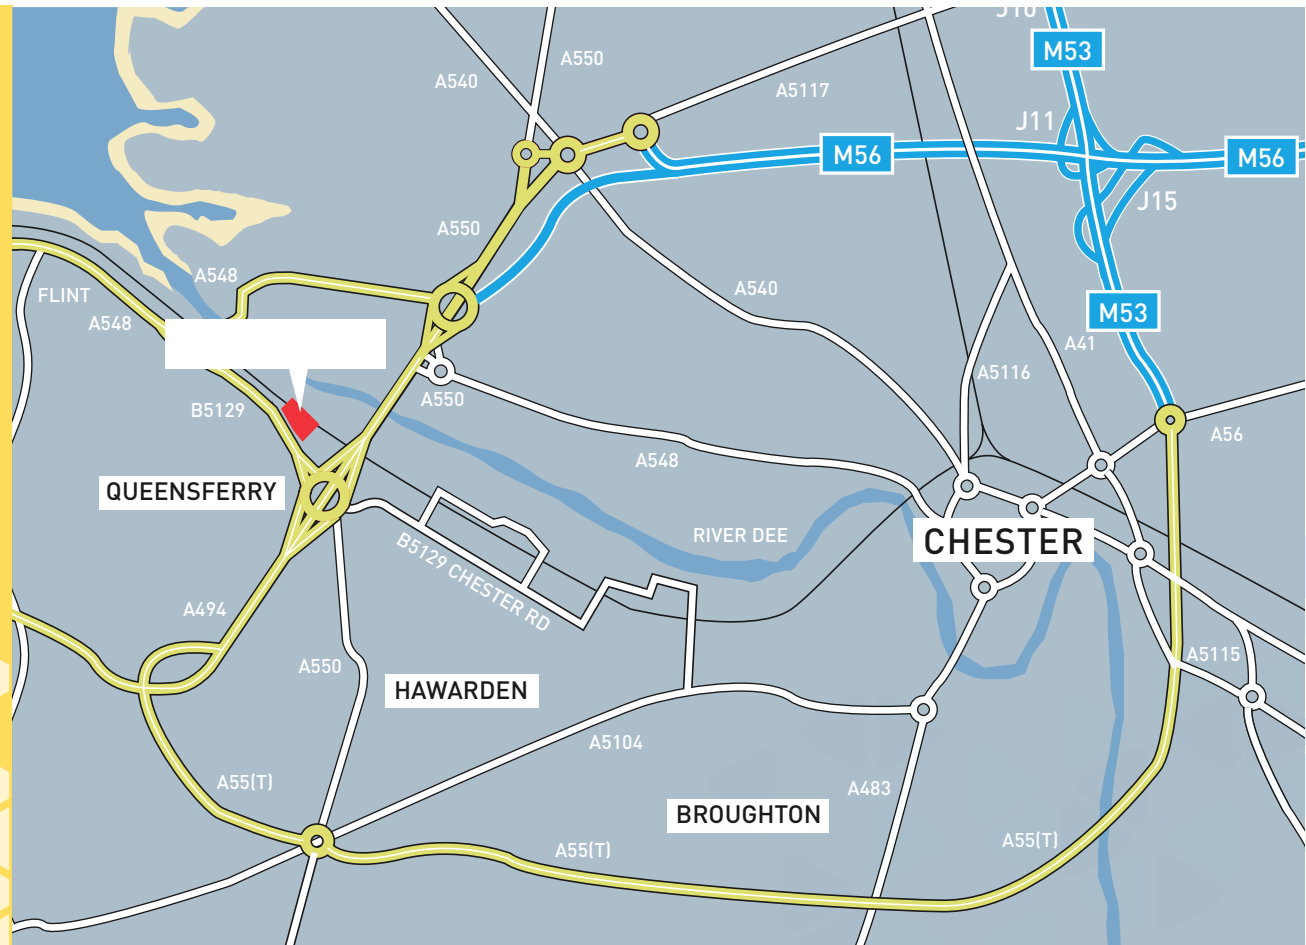 J10
M53
A550
A540
A5117
J11
M56
M56
J15
A550
A548
FLINT
A548
A540
M53
A41
A5116
A550
B5129
A56
A548
QUEENSFERRY
RIVER DEE
CHESTER
B5129 CHESTER RD
A494
A550
A5115
HAWARDEN
A5104
A55(T)
A483
BROUGHTON
A55(T)
A55(T)